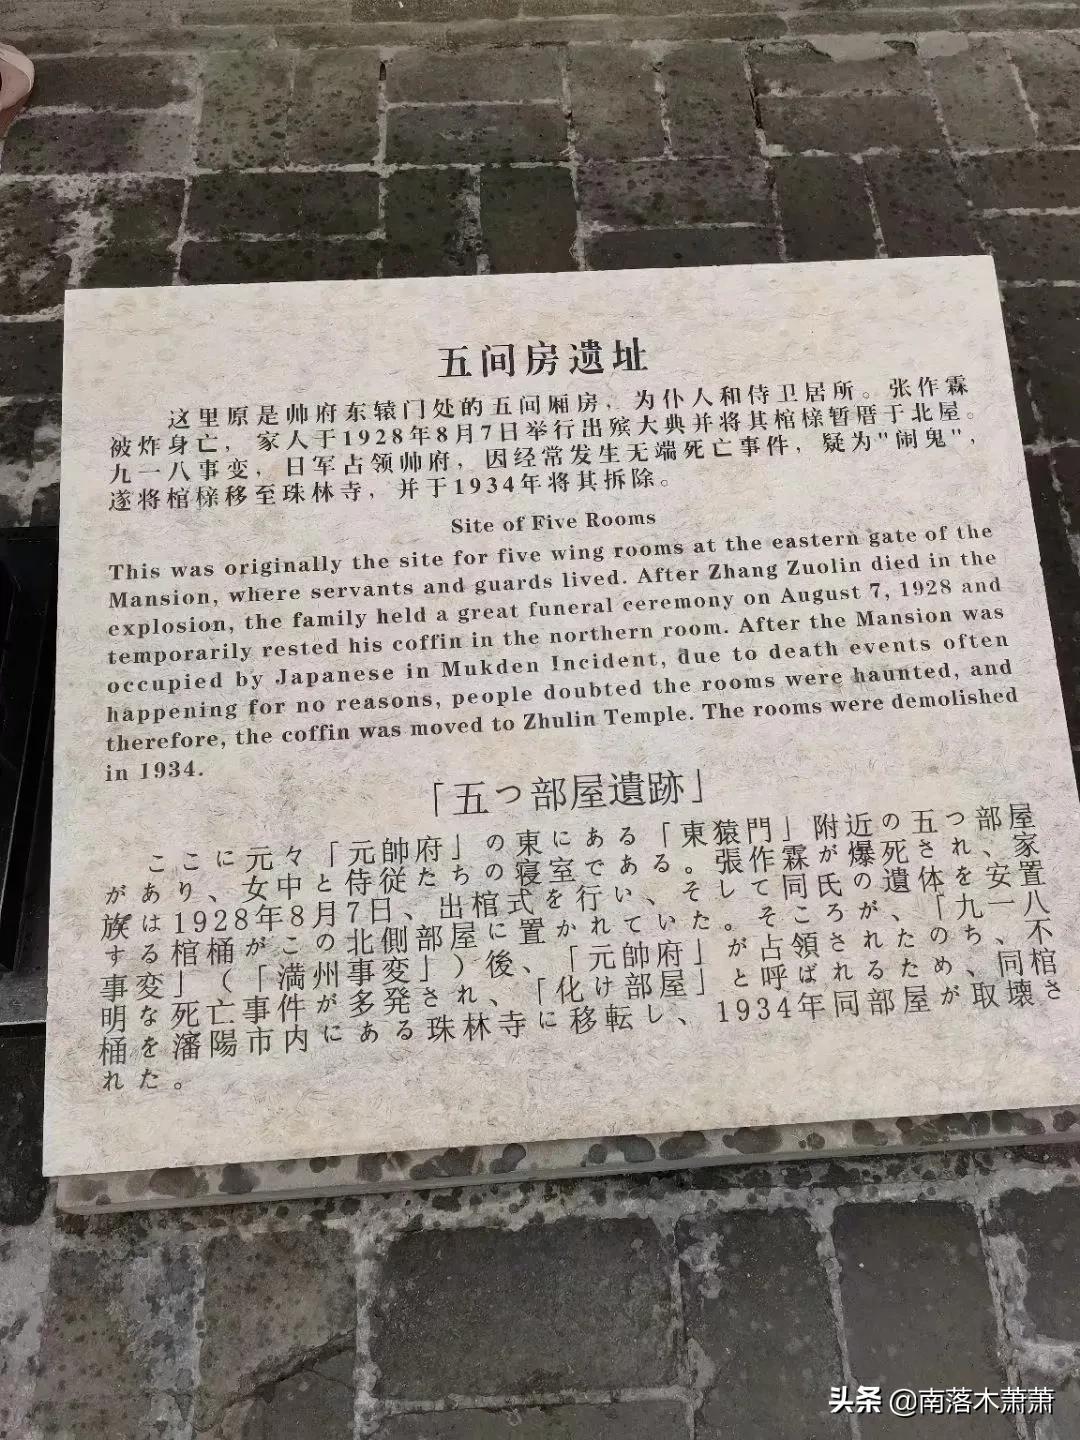 五间房遗址
这里原是帅府东辕门处的五间厢房，为仆人和侍卫居所。张作霖
被炸身亡，家人于1928年8月7日举行出殡大典并将其棺榇暂厝于北屋。
九一八事变，日军占领帅府，因经常发生无端死亡事件，疑为"闹鬼"，
遂将棺榇移至珠林寺，并于1934年将其拆除。
Site of Five Rooms
This was originally the site for five wing rooms at the eastern gate of the
Mansion, where servants and guards lived. After Zhang Zuolin died in the
explosion, the family held a great funeral ceremony on August 7, 1928 and
temporarily rested his coffin in the northern room. After the Mansion was
occupied by Japanese in Mukden Incident, due to death events often
happening for no reasons, people doubted the rooms were haunted, and
therefore, the coffin was moved to Zhulin Temple. The rooms were demolished
in 1934.
「五つ部屋遺跡」
ここに元々「元帥府」の東にある「東猿門」附近の五つ部屋
があり、女中と侍従たちの寝室である。張作霖が爆死され、家
族は1928年8月7日、出棺式を行い、そして同氏の遺体を安置
する棺桶がこの北側部屋に置かれていた。そころが、「九一八
事変」（「満州事変」）後、「元帥府」が占領されたのち、不
明な死亡事件が多発され、「化け部屋」と呼ばれるため、同棺
桶を瀋陽市内にある珠林寺に移転し、1934年同部屋が取壊さ
れた。
头条 @南落木萧萧